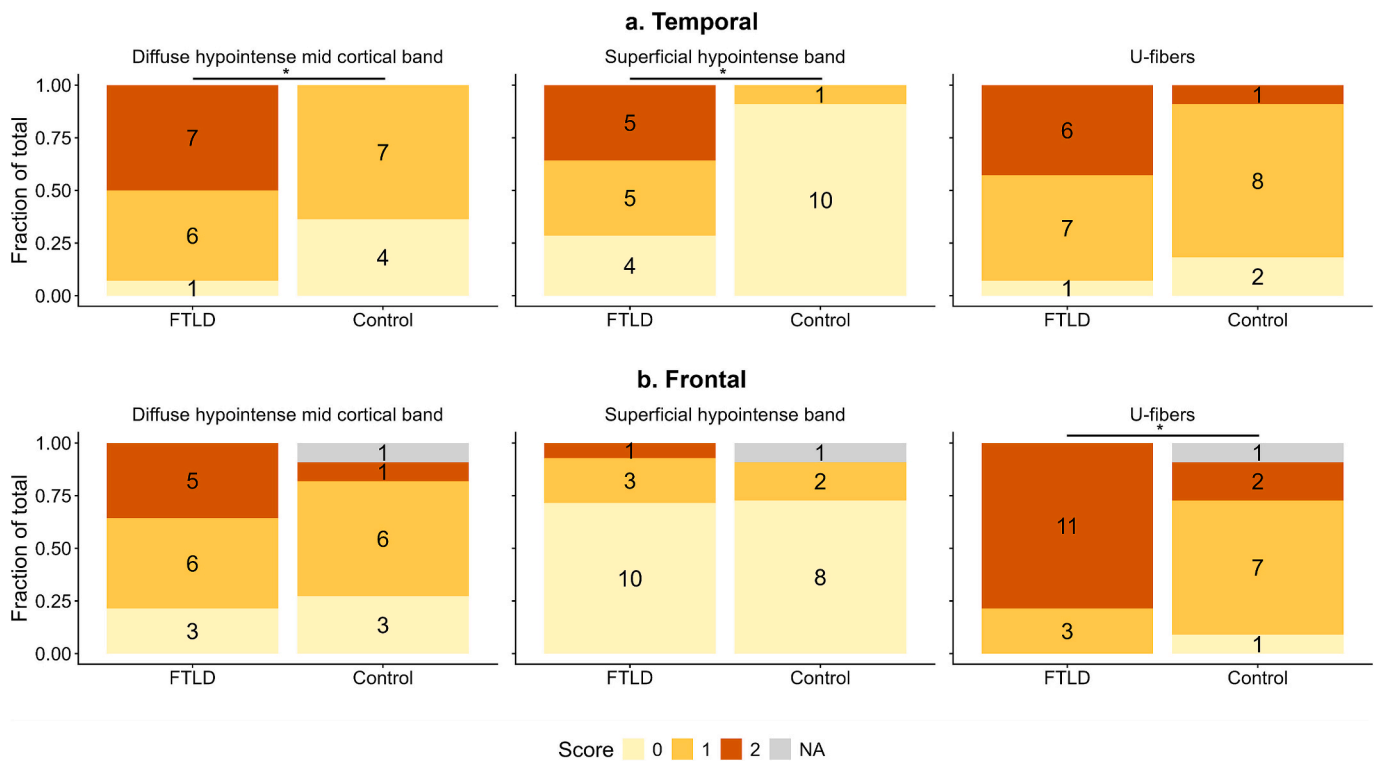 a. Temporal
Diffuse hypointense mid cortical band
Superficial hypointense band
U-fibers
* *
Fraction of total
1.00
0.75
0.50
0.25
0.00
7
6
1
7
4
5
5
4
1
10
6
7
1
1
8
2
FTLD Control
FTLD Control
FTLD Control
b. Frontal
Diffuse hypointense mid cortical band
Superficial hypointense band
U-fibers
*
Fraction of total
1.00
0.75
0.50
0.25
0.00
5
6
3
1
1
6
3
1
3
10
1
2
8
11
3
1
2
7
1
FTLD Control
FTLD Control
FTLD Control
Score 0 1 2 NA